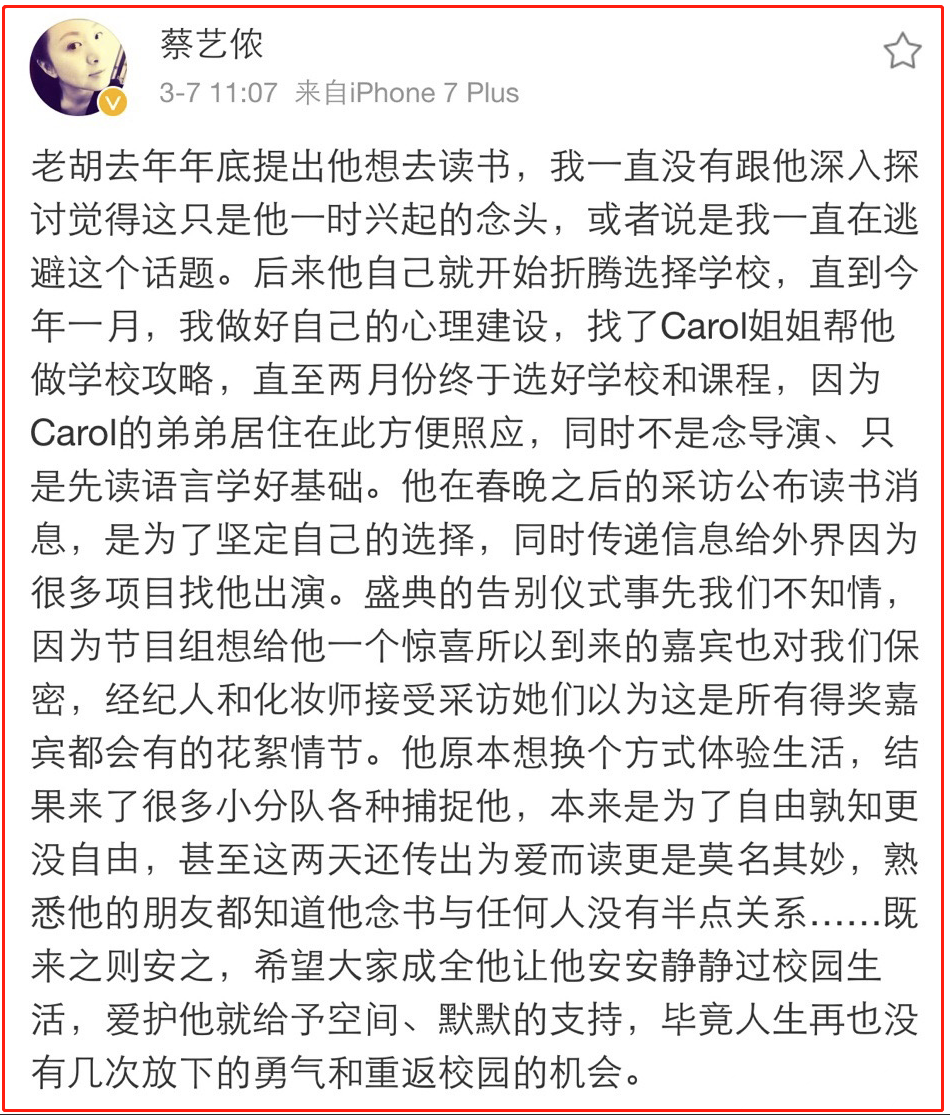 蔡艺侬
3-7 11:07 来自iPhone 7 Plus
老胡去年年底提出他想去读书，我一直没有跟他深入探
讨觉得这只是他一时兴起的念头，或者说是我一直在逃
避这个话题。后来他自己就开始折腾选择学校，直到今
年一月，我做好自己的心理建设，找了Carol姐姐帮他
做学校攻略，直至两月份终于选好学校和课程，因为
Carol的弟弟居住在此方便照应，同时不是念导演、只
是先读语言学好基础。他在春晚之后的采访公布读书消
息，是为了坚定自己的选择，同时传递信息给外界因为
很多项目找他出演。盛典的告别仪式事先我们不知情，
因为节目组想给他一个惊喜所以到来的嘉宾也对我们保
密，经纪人和化妆师接受采访她们以为这是所有得奖嘉
宾都会有的花絮情节。他原本想换个方式体验生活，结
果来了很多小分队各种捕捉他，本来是为了自由孰知更
没自由，甚至这两天还传出为爱而读更是莫名其妙，熟
悉他的朋友都知道他念书与任何人没有半点关系……既
来之则安之，希望大家成全他让他安安静静过校园生
活，爱护他就给予空间、默默的支持，毕竟人生再也没
有几次放下的勇气和重返校园的机会。